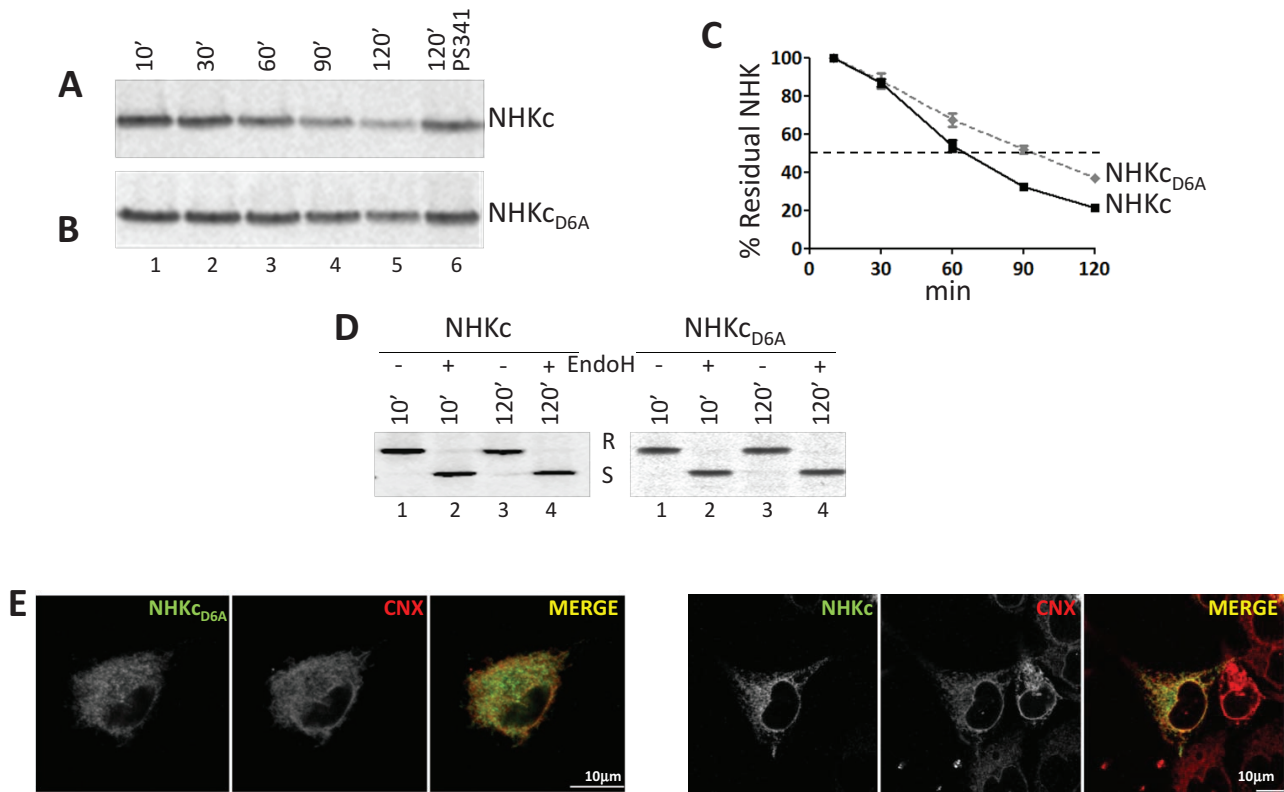 A
10' 30' 60' 90' 120' 120' PS341
NHKc
B
NHKcD6A
1 2 3 4 5 6
C
% Residual NHK
100
80
60
40
20
0
0 30 60 90 120
min
NHKcD6A
NHKc
D
NHKc NHKcD6A
- + - + EndoH - + - +
10' 10' 120' 120' 10' 10' 120' 120'
R
S
1 2 3 4 1 2 3 4
E
NHKcD6A CNX MERGE NHKc CNX MERGE
10μm 10μm